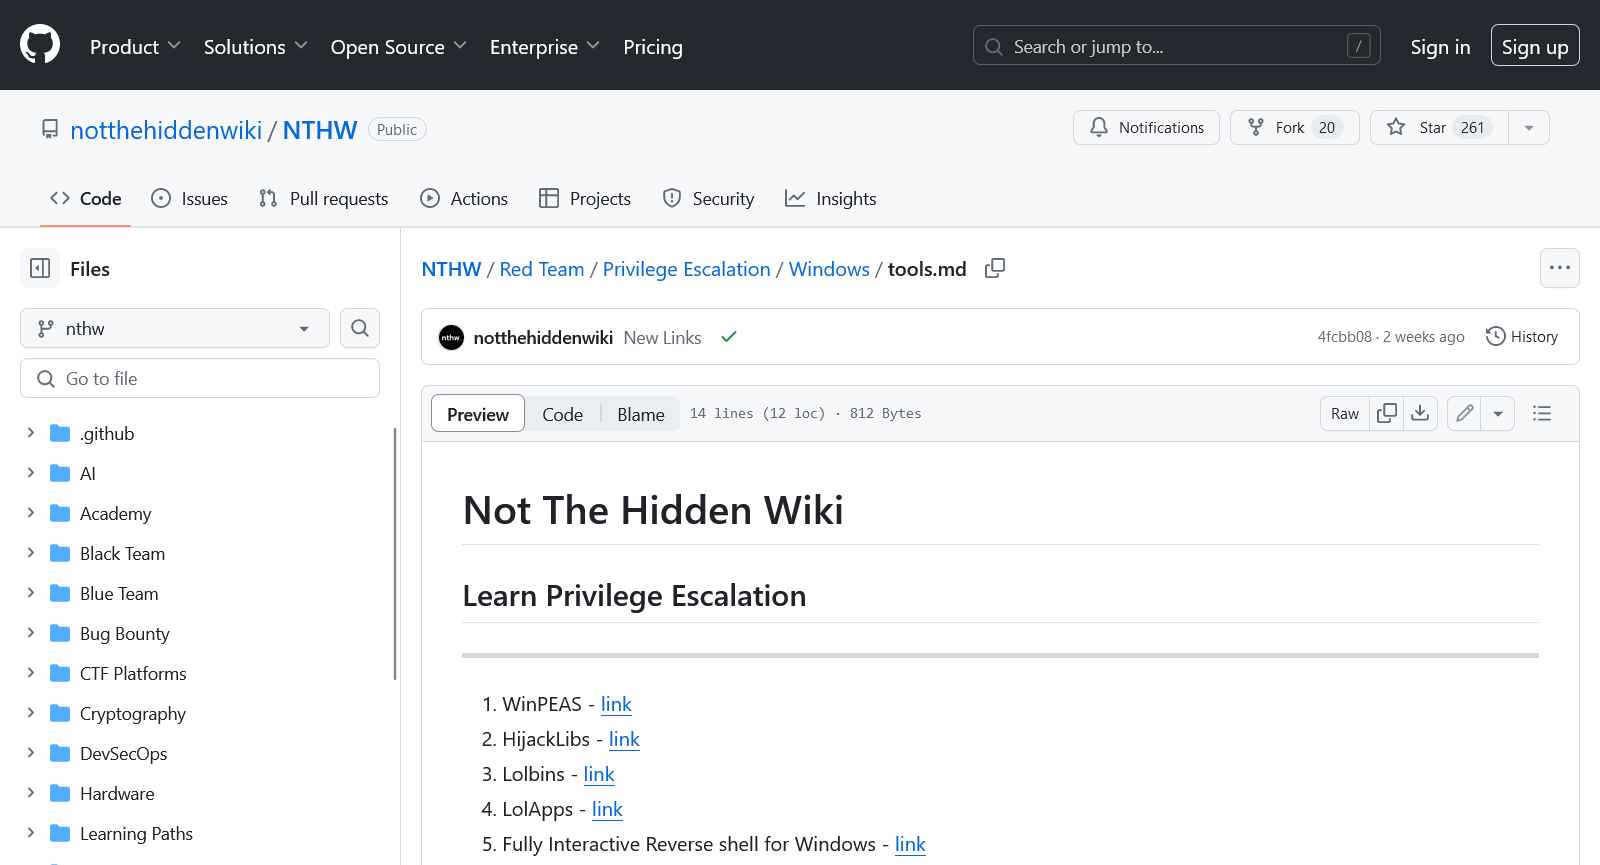 Product Solutions Open Source Enterprise Pricing Search or jump to... / Sign in Sign up
notthehiddenwiki / NTHW Public Notifications Fork 20 Star 261
Code Issues Pull requests Actions Projects Security Insights
Files
nthw
Go to file
.github
AI
Academy
Black Team
Blue Team
Bug Bounty
CTF Platforms
Cryptography
DevSecOps
Hardware
Learning Paths
NTHW / Red Team / Privilege Escalation / Windows / tools.md
nthw notthehiddenwiki New Links 4fcbb08 · 2 weeks ago History
Preview Code Blame 14 lines (12 loc) · 812 Bytes Raw
Not The Hidden Wiki
Learn Privilege Escalation
1. WinPEAS - link
2. HijackLibs - link
3. Lolbins - link
4. LolApps - link
5. Fully Interactive Reverse shell for Windows - link